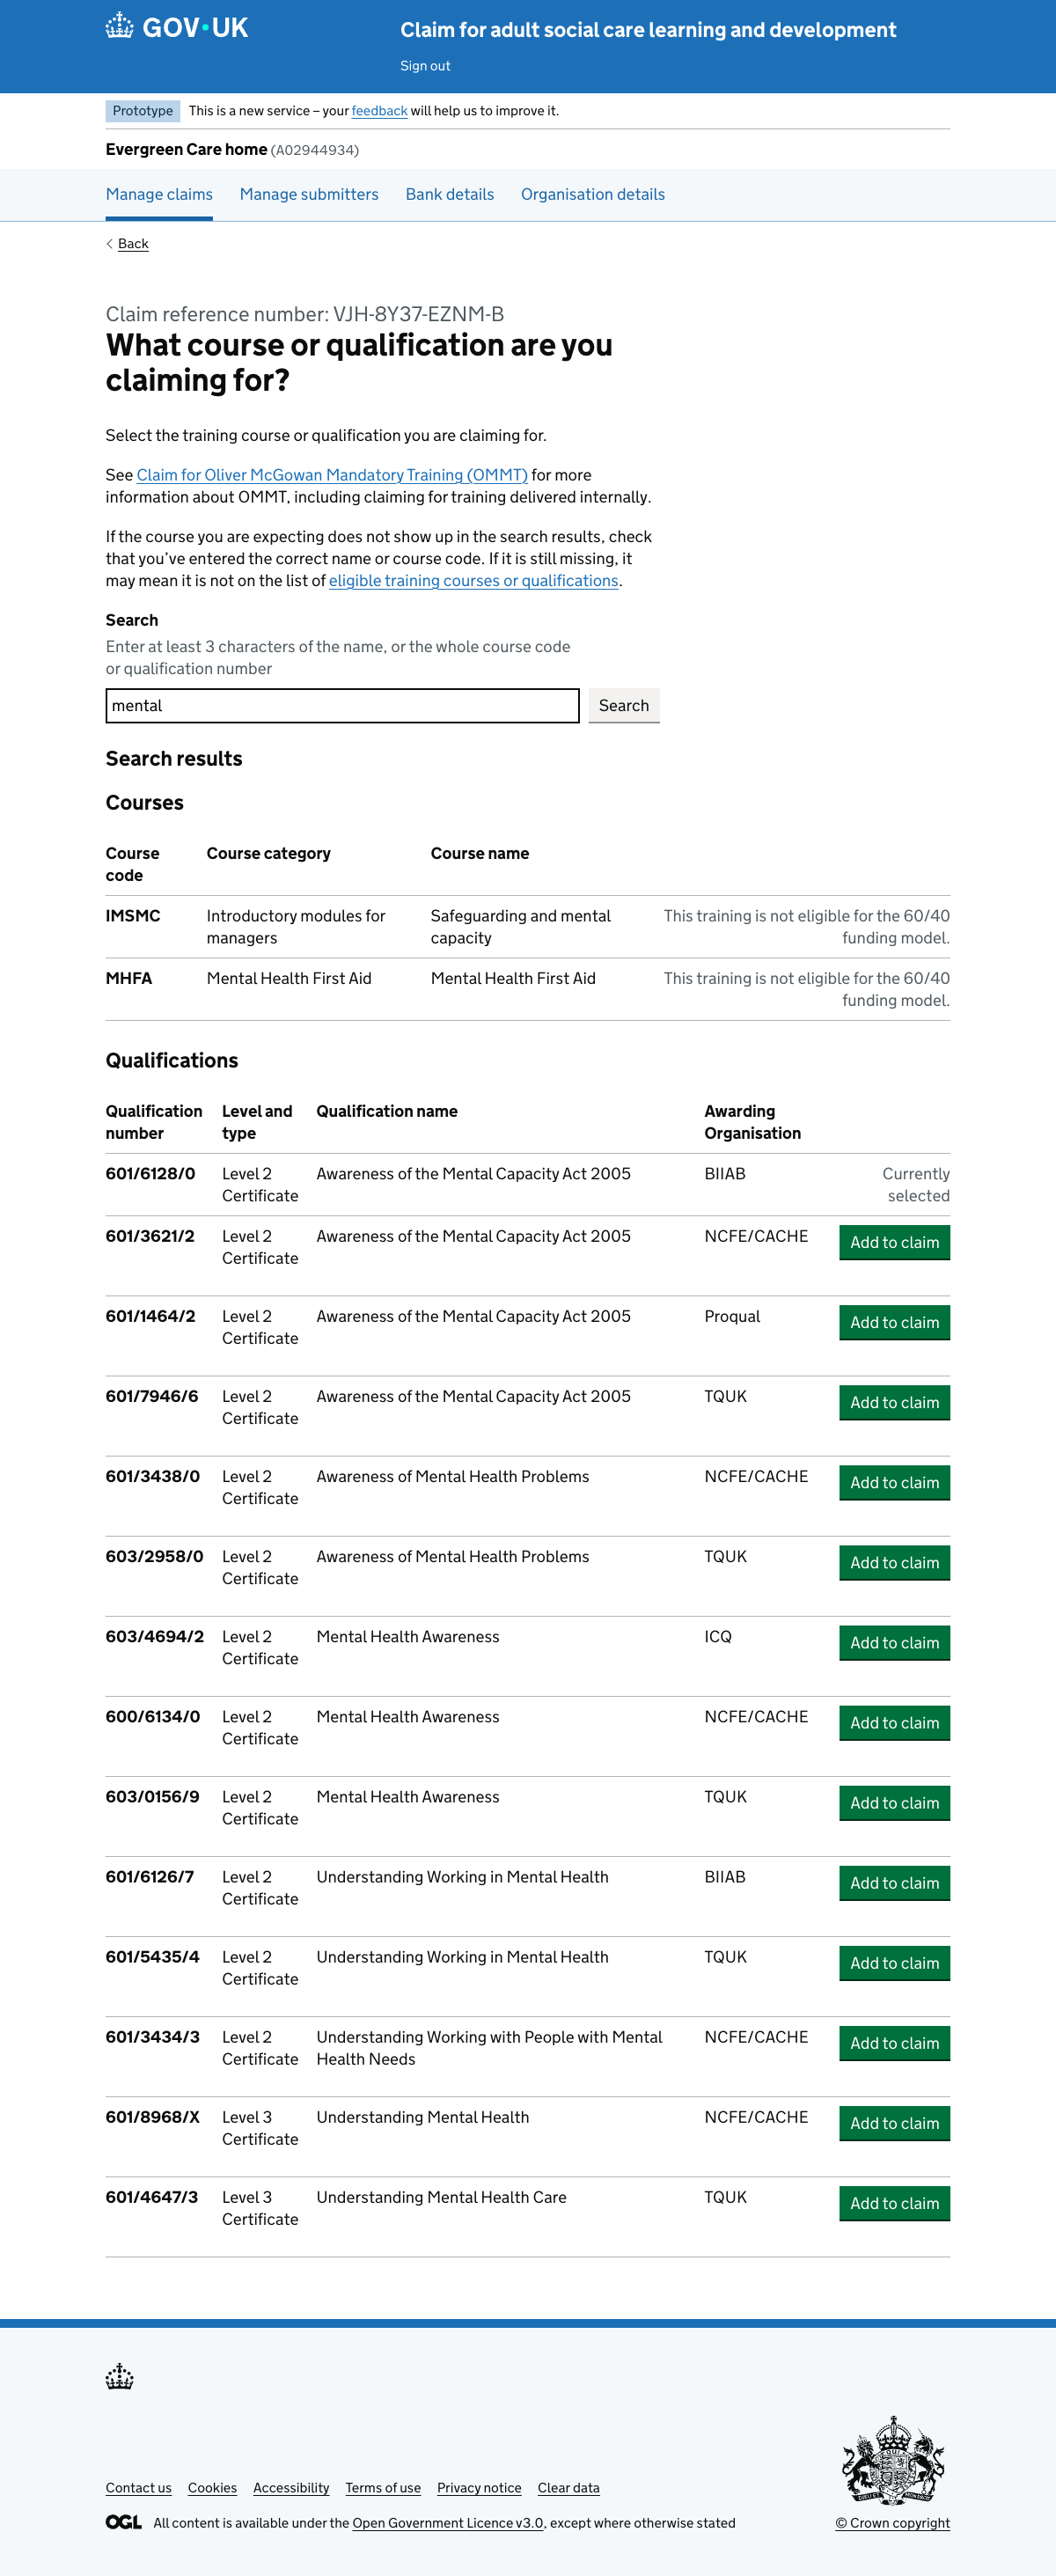 GOV·UK
Claim for adult social care learning and development
Sign out
Prototype This is a new service – your feedback will help us to improve it.
Evergreen Care home (A02944934)
Manage claims Manage submitters Bank details Organisation details
Back
Claim reference number: VJH-8Y37-EZNM-B
What course or qualification are you
claiming for?
Select the training course or qualification you are claiming for.
See Claim for Oliver McGowan Mandatory Training (OMMT) for more
information about OMMT, including claiming for training delivered internally.
If the course you are expecting does not show up in the search results, check
that you’ve entered the correct name or course code. If it is still missing, it
may mean it is not on the list of eligible training courses or qualifications.
Search
Enter at least 3 characters of the name, or the whole course code
or qualification number
mental Search
Search results
Courses
Course code Course category Course name
IMSMC Introductory modules for managers Safeguarding and mental capacity This training is not eligible for the 60/40 funding model.
MHFA Mental Health First Aid Mental Health First Aid This training is not eligible for the 60/40 funding model.
Qualifications
Qualification number Level and type Qualification name Awarding Organisation
601/6128/0 Level 2 Certificate Awareness of the Mental Capacity Act 2005 BIIAB Currently selected
601/3621/2 Level 2 Certificate Awareness of the Mental Capacity Act 2005 NCFE/CACHE Add to claim
601/1464/2 Level 2 Certificate Awareness of the Mental Capacity Act 2005 Proqual Add to claim
601/7946/6 Level 2 Certificate Awareness of the Mental Capacity Act 2005 TQUK Add to claim
601/3438/0 Level 2 Certificate Awareness of Mental Health Problems NCFE/CACHE Add to claim
603/2958/0 Level 2 Certificate Awareness of Mental Health Problems TQUK Add to claim
603/4694/2 Level 2 Certificate Mental Health Awareness ICQ Add to claim
600/6134/0 Level 2 Certificate Mental Health Awareness NCFE/CACHE Add to claim
603/0156/9 Level 2 Certificate Mental Health Awareness TQUK Add to claim
601/6126/7 Level 2 Certificate Understanding Working in Mental Health BIIAB Add to claim
601/5435/4 Level 2 Certificate Understanding Working in Mental Health TQUK Add to claim
601/3434/3 Level 2 Certificate Understanding Working with People with Mental Health Needs NCFE/CACHE Add to claim
601/8968/X Level 3 Certificate Understanding Mental Health NCFE/CACHE Add to claim
601/4647/3 Level 3 Certificate Understanding Mental Health Care TQUK Add to claim
Contact us Cookies Accessibility Terms of use Privacy notice Clear data
OGL All content is available under the Open Government Licence v3.0, except where otherwise stated
© Crown copyright